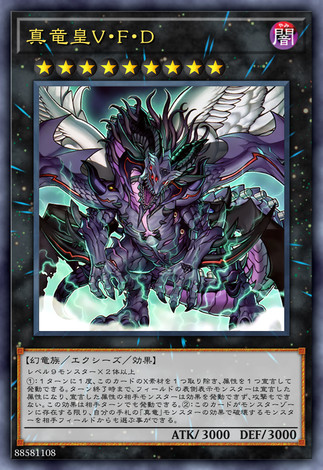 真竜皇V・F・D
闇
やみ
【幻竜族/エクシーズ/効果】
レベル9モンスター×2体以上
①:1ターンに1度、このカードのX素材を1つ取り除き、属性を1つ宣言して
発動できる。ターン終了時まで、フィールドの表側表示モンスターは宣言した
属性になり、宣言した属性の相手モンスターは効果を発動できず、攻撃もでき
ない。この効果は相手ターンでも発動できる。②:このカードがモンスターゾー
ンに存在する限り、自分の手札の「真竜」モンスターの効果で破壊するモンスタ
ーを相手フィールドからも選ぶ事ができる。
ATK/3000 DEF/3000
88581108